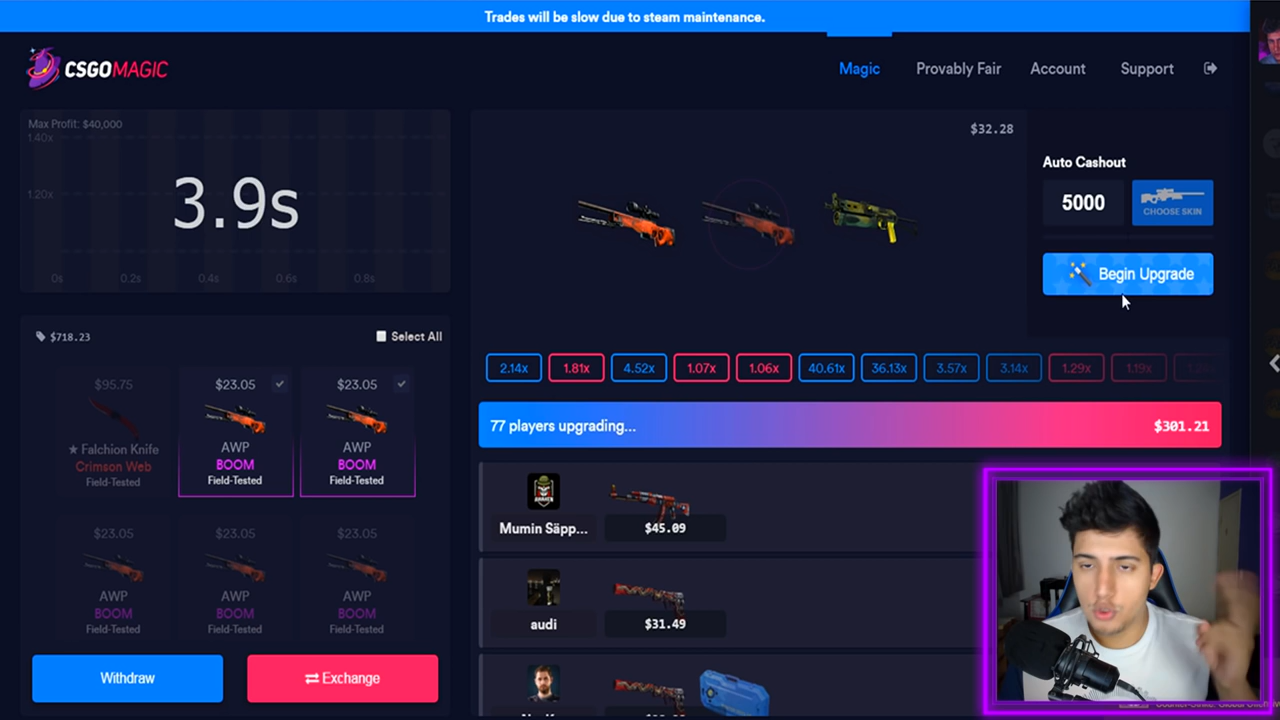 Trades will be slow due to steam maintenance.
CSGOMAGIC
Magic
Provably Fair
Account
Support
Max Profit: $40,000
1.40x
1.20x
3.9s
0s
0.2s
0.4s
0.6s
0.8s
$32.28
Auto Cashout
5000
CHOOSE SKIN
Begin Upgrade
$718.23
Select All
2.14x
1.81x
4.52x
1.07x
1.06x
40.61x
36.13x
3.57x
3.14x
1.29x
1.19x
77 players upgrading...
$301.21
$95.75
★ Falchion Knife
Crimson Web
Field-Tested
$23.05
AWP
BOOM
Field-Tested
$23.05
AWP
BOOM
Field-Tested
$23.05
AWP
BOOM
Field-Tested
$23.05
AWP
BOOM
Field-Tested
$23.05
AWP
BOOM
Field-Tested
Mumin Säpp...
$45.09
audi
$31.49
Withdraw
Exchange